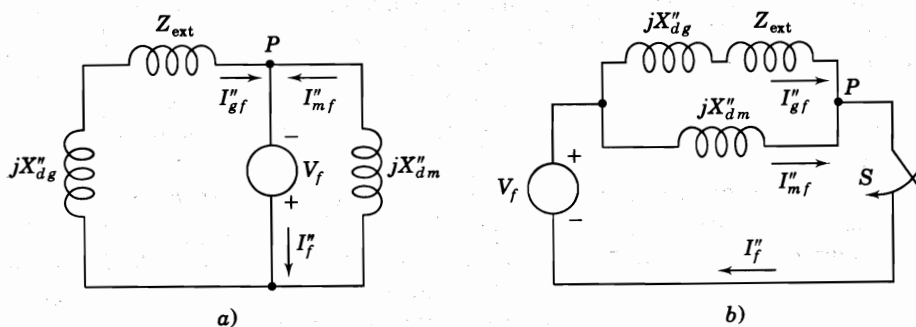 Z_ext
P
I''_gf
I''_mf
jX''_dg
−
V_f
+
jX''_dm
I''_f
a)
jX''_dg
Z_ext
I''_gf
P
jX''_dm
I''_mf
+
V_f
−
S
I''_f
b)